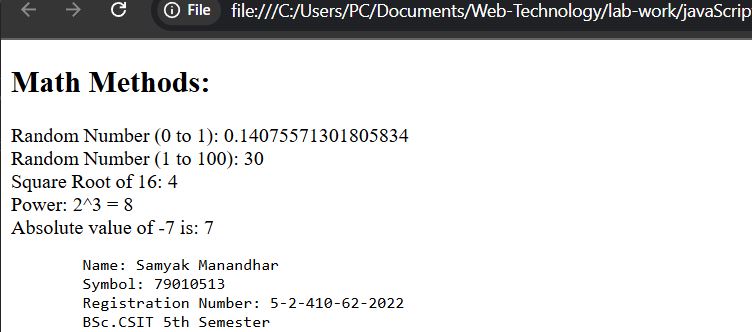 File file:///C:/Users/PC/Documents/Web-Technology/lab-work/javaScrip
Math Methods:
Random Number (0 to 1): 0.14075571301805834
Random Number (1 to 100): 30
Square Root of 16: 4
Power: 2^3 = 8
Absolute value of -7 is: 7
Name: Samyak Manandhar
Symbol: 79010513
Registration Number: 5-2-410-62-2022
BSc.CSIT 5th Semester